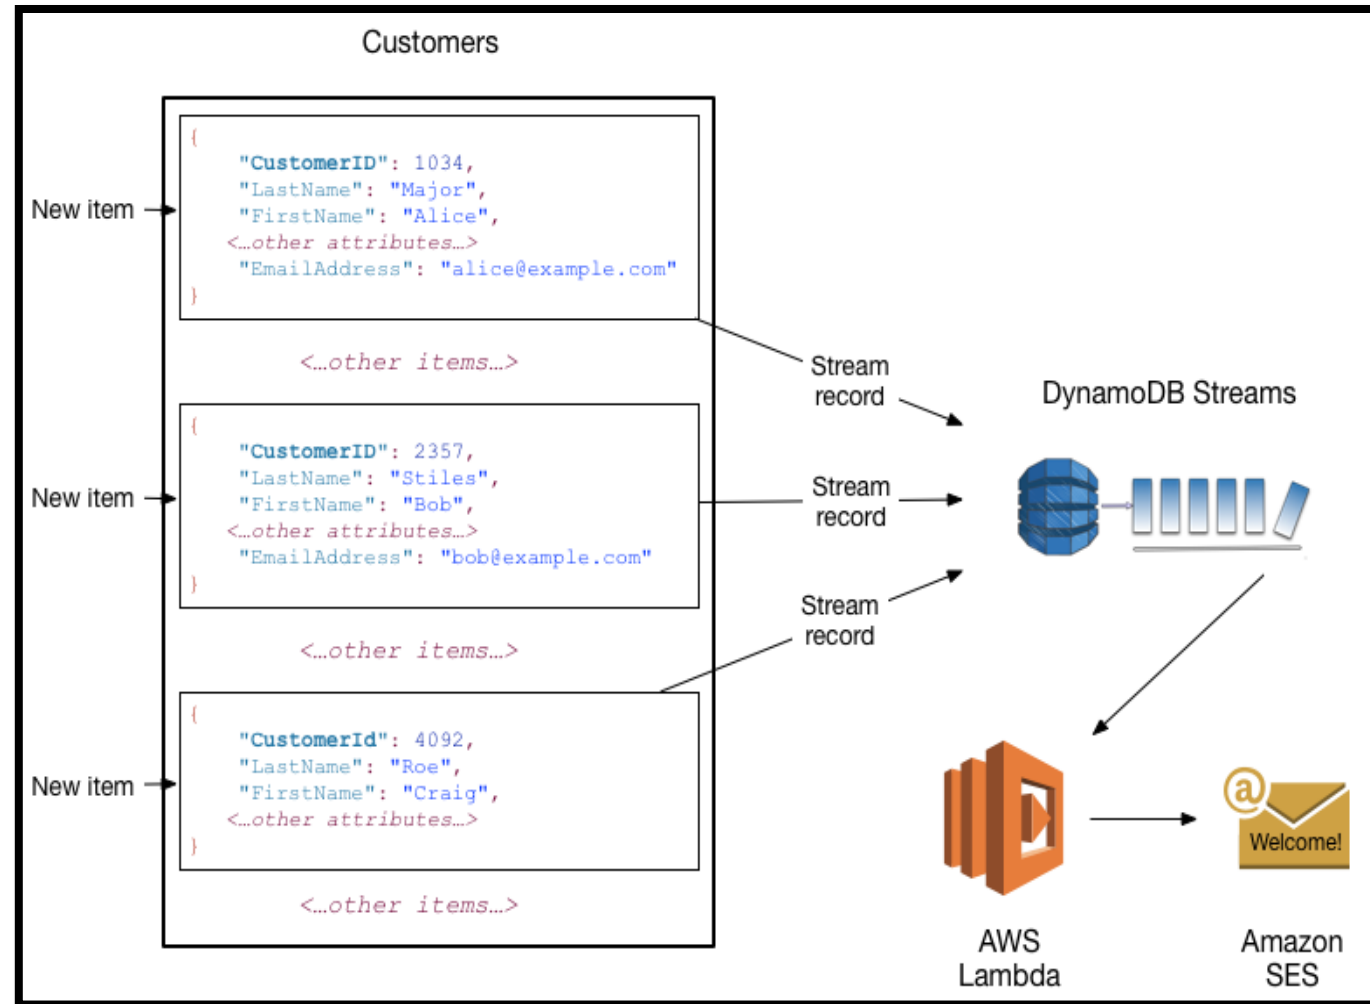 Customers
{
"CustomerID": 1034,
"LastName": "Major",
"FirstName": "Alice",
<…other attributes…>
"EmailAddress": "alice@example.com"
}
New item
<…other items…>
{
"CustomerID": 2357,
"LastName": "Stiles",
"FirstName": "Bob",
<…other attributes…>
"EmailAddress": "bob@example.com"
}
New item
<…other items…>
{
"CustomerId": 4092,
"LastName": "Roe",
"FirstName": "Craig",
<…other attributes…>
}
New item
<…other items…>
Stream
record
Stream
record
Stream
record
DynamoDB Streams
AWS
Lambda
@
Welcome!
Amazon
SES